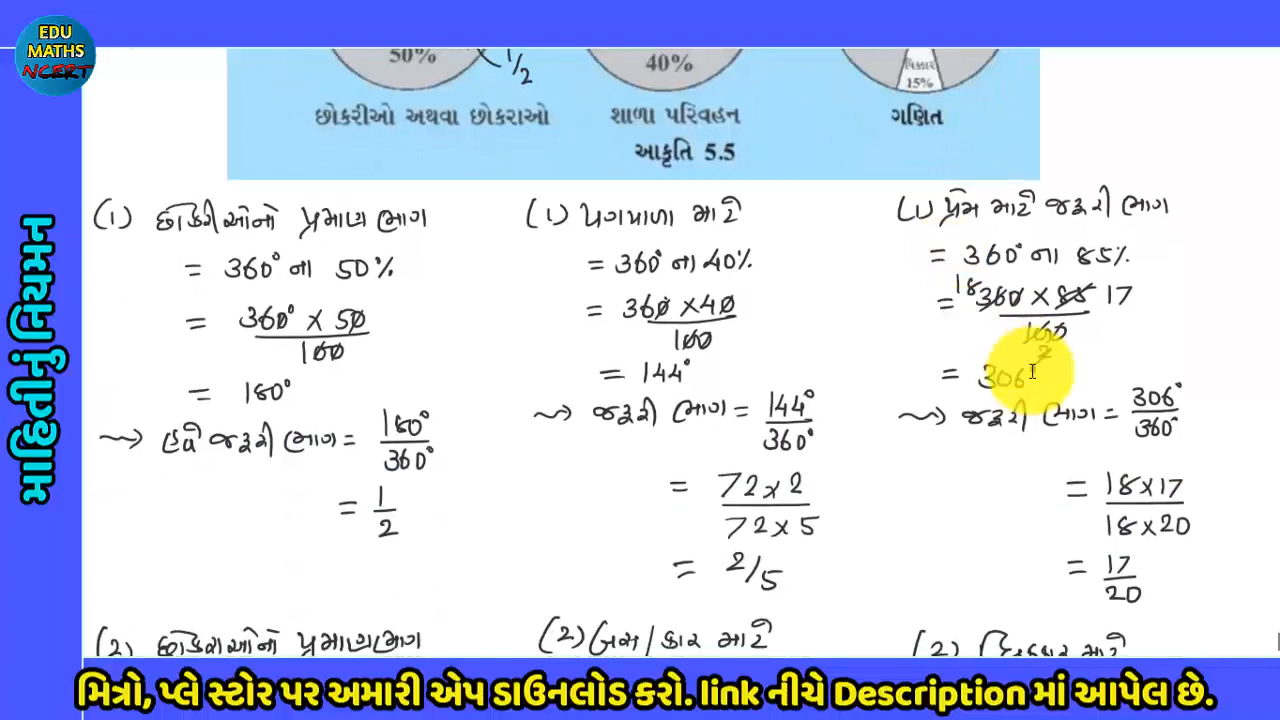 EDU
MATHS
NCERT
માહિતીનું નિયમન
50%
1/2
40%
ધિક્કાર
15%
છોકરીઓ અથવા છોકરાઓ
શાળા પરિવહન
ગણિત
આકૃતિ 5.5
(1) છોકરીઓનો પ્રમાણ ભાગ
= 360° ના 50%
= 360° × 50
100
= 180°
હવે જરૂરી ભાગ = 180°
360°
= 1
2
(1) પગપાળા માટે
= 360° ના 40%
= 360 × 40
100
= 144°
જરૂરી ભાગ = 144°
360°
= 72 × 2
72 × 5
= 2/5
(1) પ્રેમ માટે જરૂરી ભાગ
= 360° ના 85%
= 18 360 × 85 17
100
2
= 306°
જરૂરી ભાગ = 306°
360°
= 18 × 17
18 × 20
= 17
20
(2) છોકરાઓનો પ્રમાણભાગ
(2) બસ/કાર માટે
(2) ધિક્કાર માટે
મિત્રો, પ્લે સ્ટોર પર અમારી એપ ડાઉનલોડ કરો. link નીચે Description માં આપેલ છે.